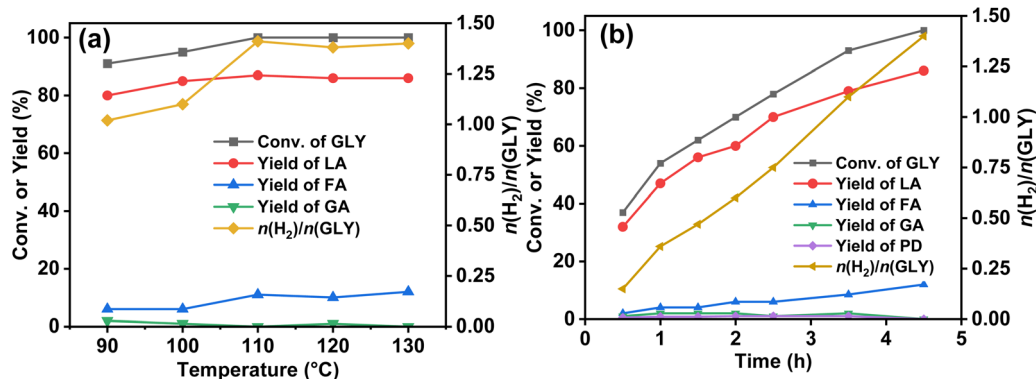 (a)
100
80
60
40
20
0
Conv. or Yield (%)
90
100
110
120
130
Temperature (°C)
1.50
1.25
1.00
0.75
0.50
0.25
0.00
n(H₂)/n(GLY)
Conv. of GLY
Yield of LA
Yield of FA
Yield of GA
n(H₂)/n(GLY)
(b)
100
80
60
40
20
0
Conv. or Yield (%)
0
1
2
3
4
5
Time (h)
1.50
1.25
1.00
0.75
0.50
0.25
0.00
n(H₂)/n(GLY)
Conv. of GLY
Yield of LA
Yield of FA
Yield of GA
Yield of PD
n(H₂)/n(GLY)